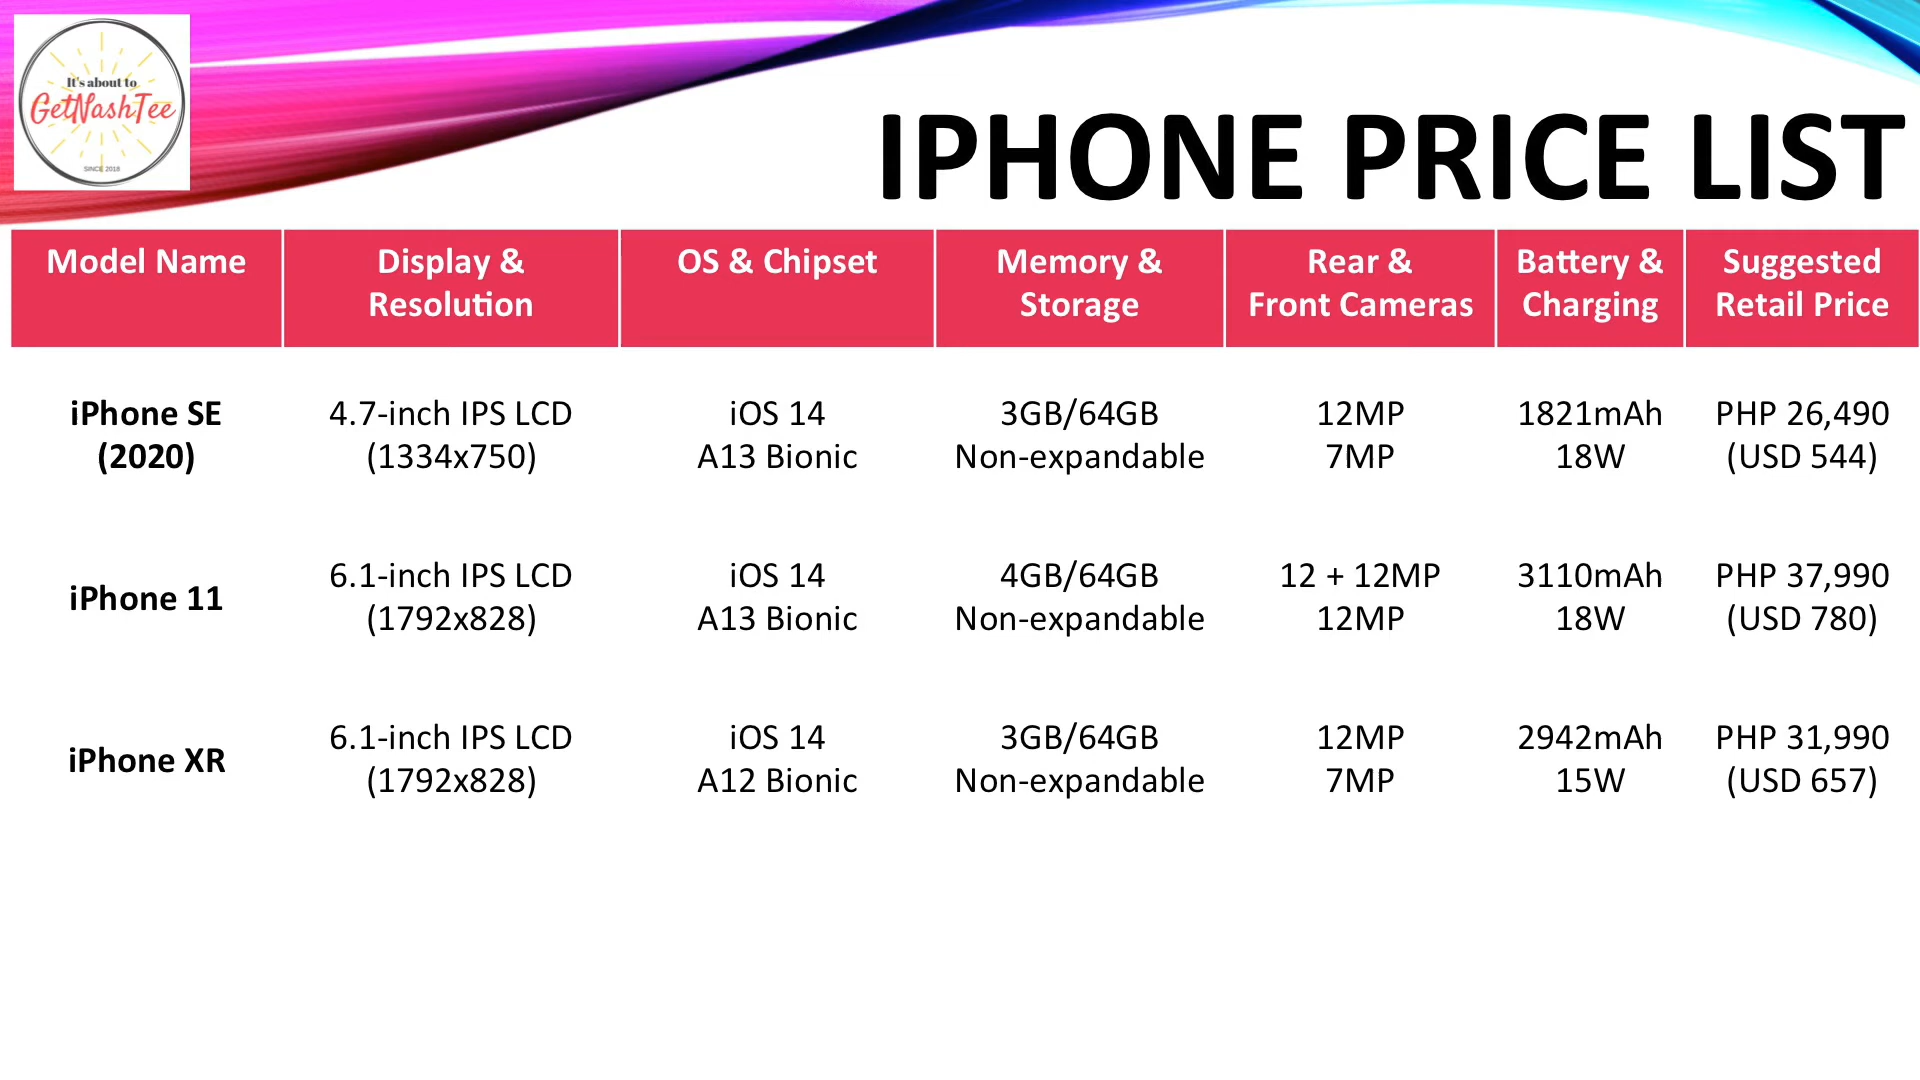 It's about to
GetNashTee
SINCE 2018
IPHONE PRICE LIST
Model Name
Display &
Resolution
OS & Chipset
Memory &
Storage
Rear &
Front Cameras
Battery &
Charging
Suggested
Retail Price
iPhone SE
(2020)
4.7-inch IPS LCD
(1334x750)
iOS 14
A13 Bionic
3GB/64GB
Non-expandable
12MP
7MP
1821mAh
18W
PHP 26,490
(USD 544)
iPhone 11
6.1-inch IPS LCD
(1792x828)
iOS 14
A13 Bionic
4GB/64GB
Non-expandable
12 + 12MP
12MP
3110mAh
18W
PHP 37,990
(USD 780)
iPhone XR
6.1-inch IPS LCD
(1792x828)
iOS 14
A12 Bionic
3GB/64GB
Non-expandable
12MP
7MP
2942mAh
15W
PHP 31,990
(USD 657)